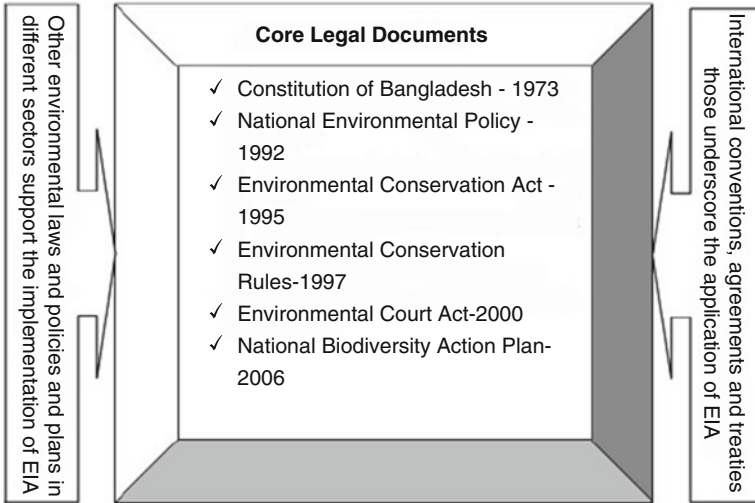 Other environmental laws and policies and plans in
different sectors support the implementation of EIA
Core Legal Documents
✓ Constitution of Bangladesh - 1973
✓ National Environmental Policy -
1992
✓ Environmental Conservation Act -
1995
✓ Environmental Conservation
Rules-1997
✓ Environmental Court Act-2000
✓ National Biodiversity Action Plan-
2006
International conventions, agreements and treaties
those underscore the application of EIA